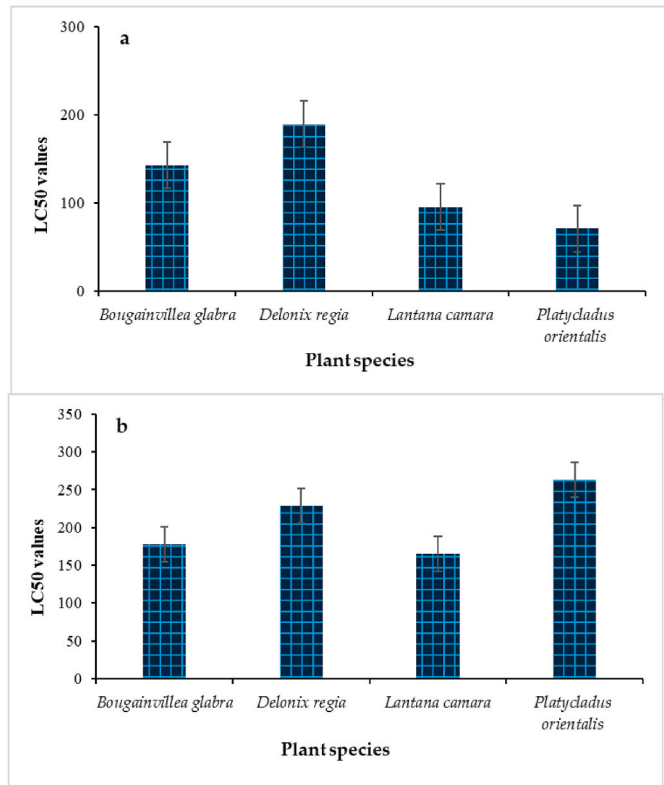 a
300
200
100
0
LC50 values
Bougainvillea glabra Delonix regia Lantana camara Platycladus
orientalis
Plant species
b
350
300
250
200
150
100
50
0
LC50 values
Bougainvillea glabra Delonix regia Lantana camara Platycladus
orientalis
Plant species